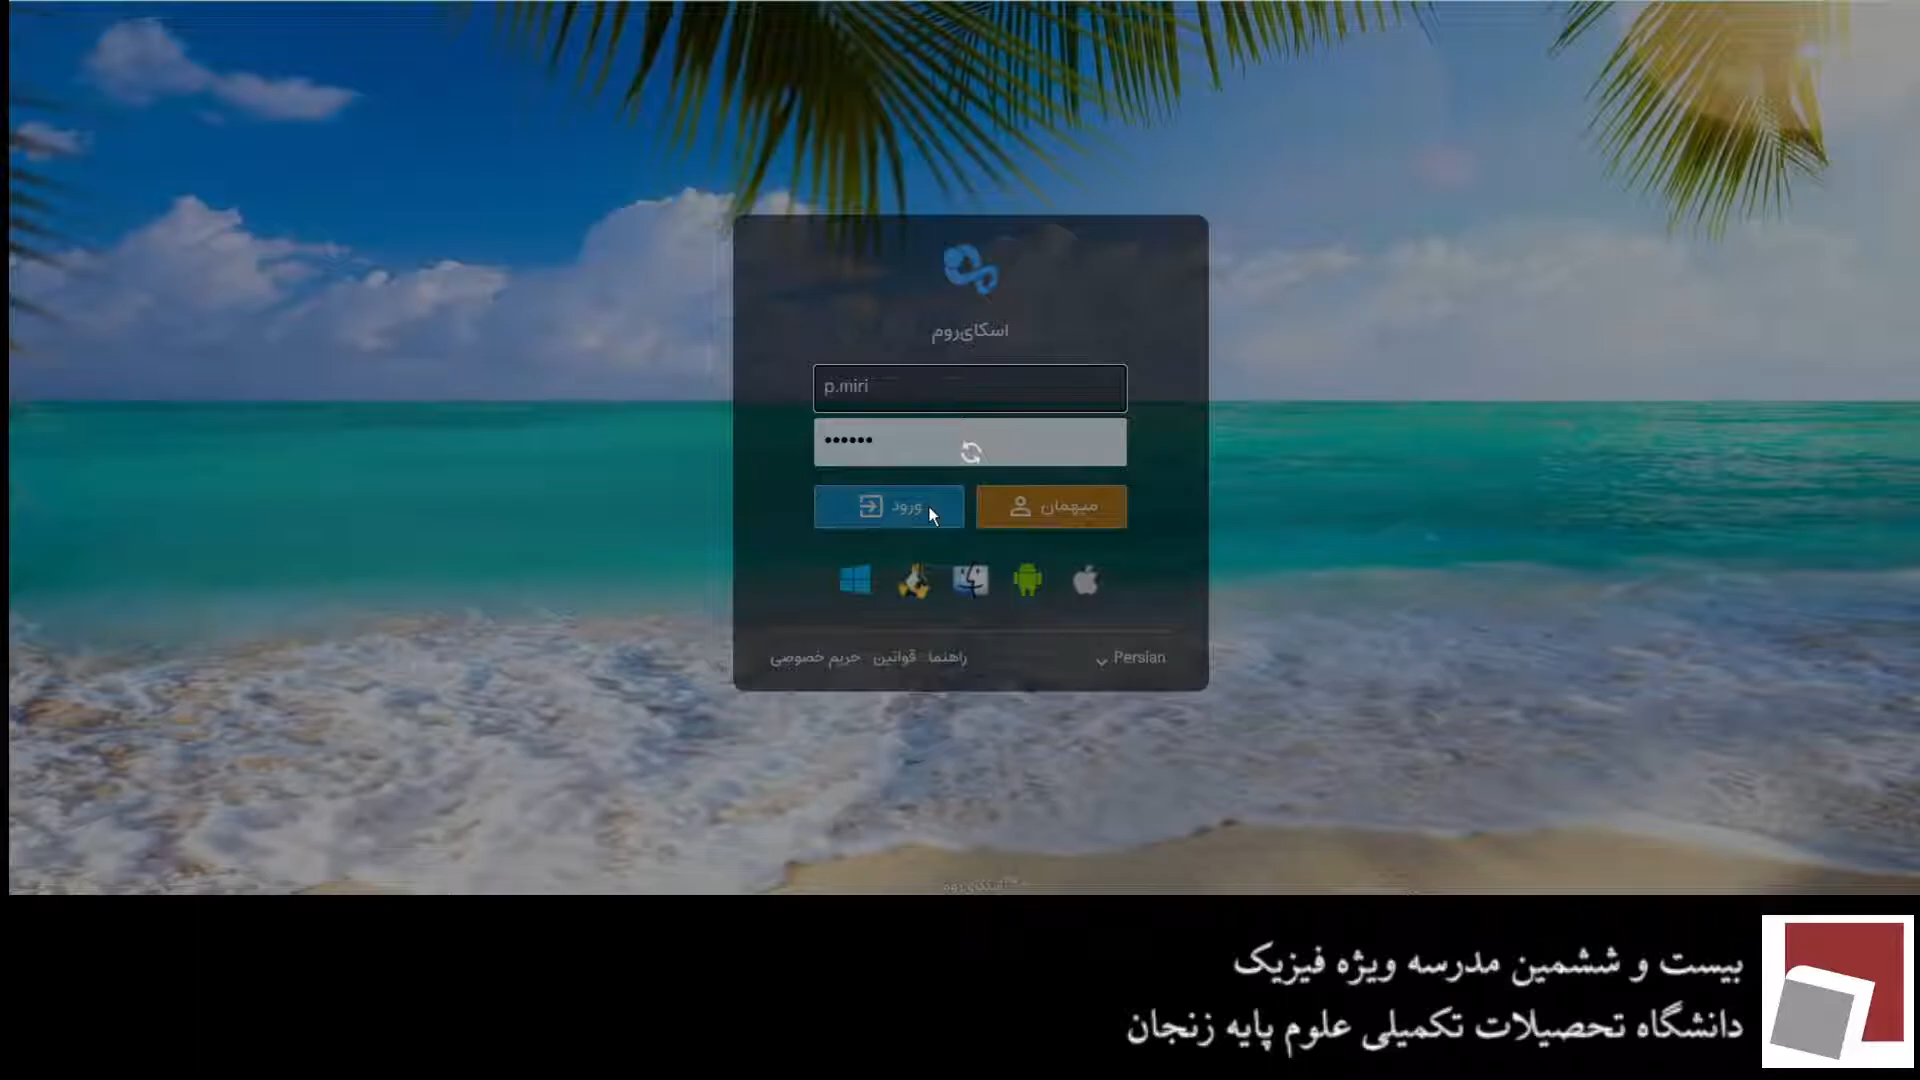 اسکای‌روم
p.miri
••••••
ورود
میهمان
Persian
راهنما قوانین حریم خصوصی
بیست و ششمین مدرسه ویژه فیزیک
دانشگاه تحصیلات تکمیلی علوم پایه زنجان